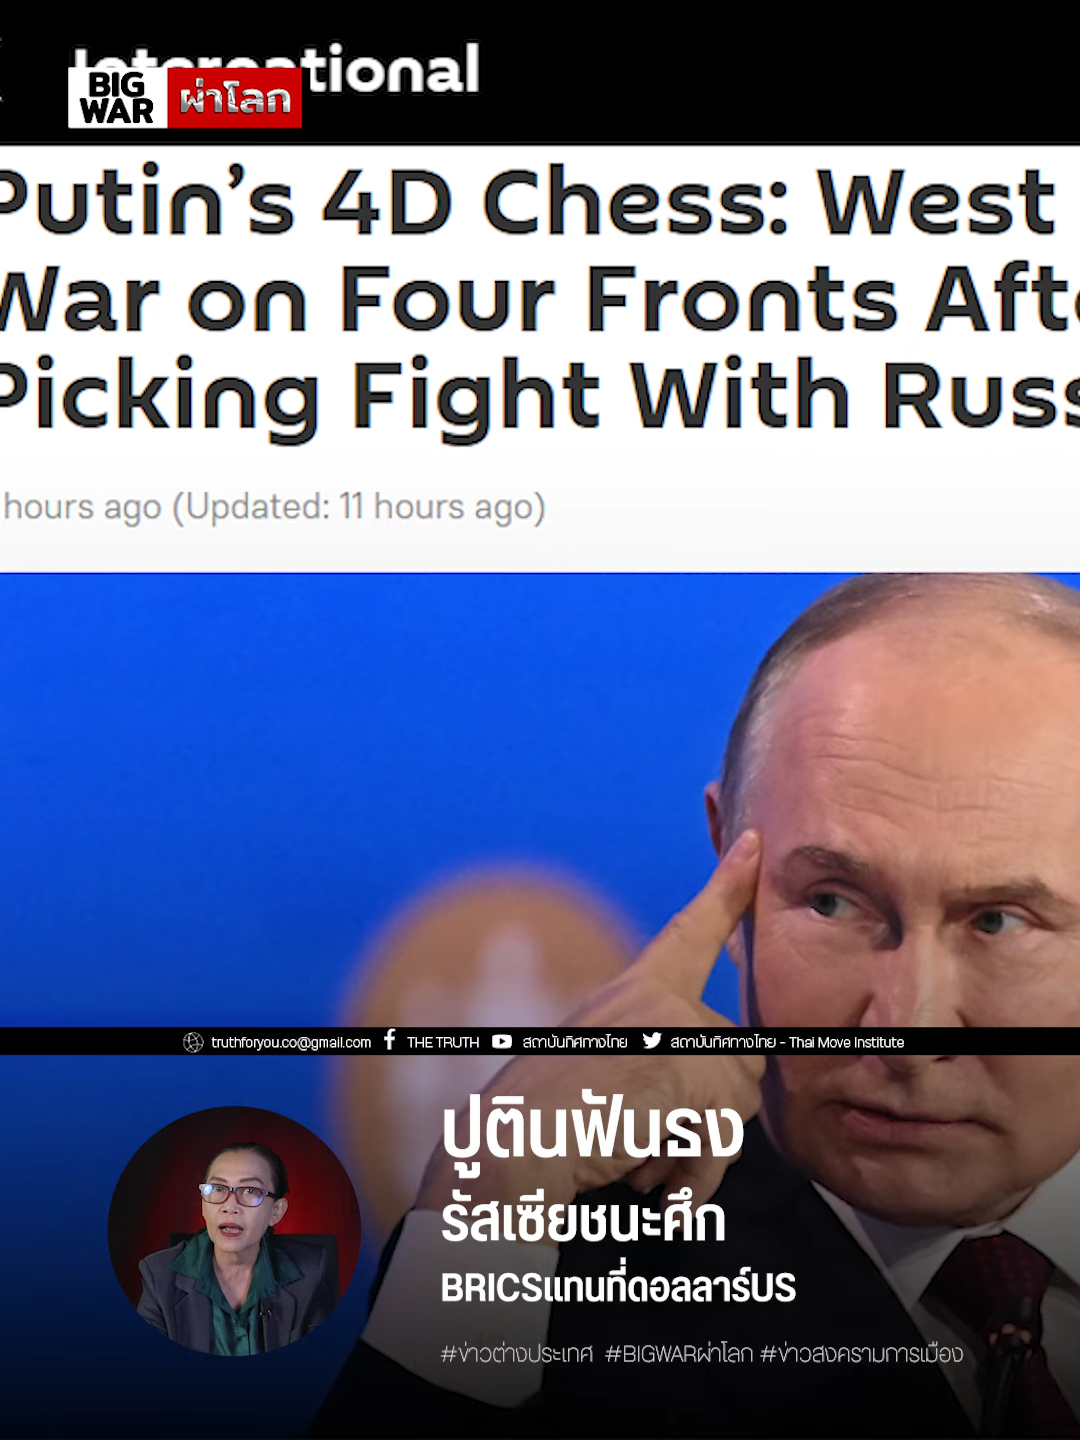 International
BIG
WAR
ผ่าโลก
Putin's 4D Chess: West
War on Four Fronts Afte
Picking Fight With Russ
hours ago (Updated: 11 hours ago)
truthforyou.co@gmail.com THE TRUTH สถาบันทิศทางไทย สถาบันทิศทางไทย - Thai Move Institute
ปูตินฟันธง
รัสเซียชนะศึก
BRICSแทนที่ดอลลาร์US
#ข่าวต่างประเทศ #BIGWARผ่าโลก #ข่าวสงครามการเมือง